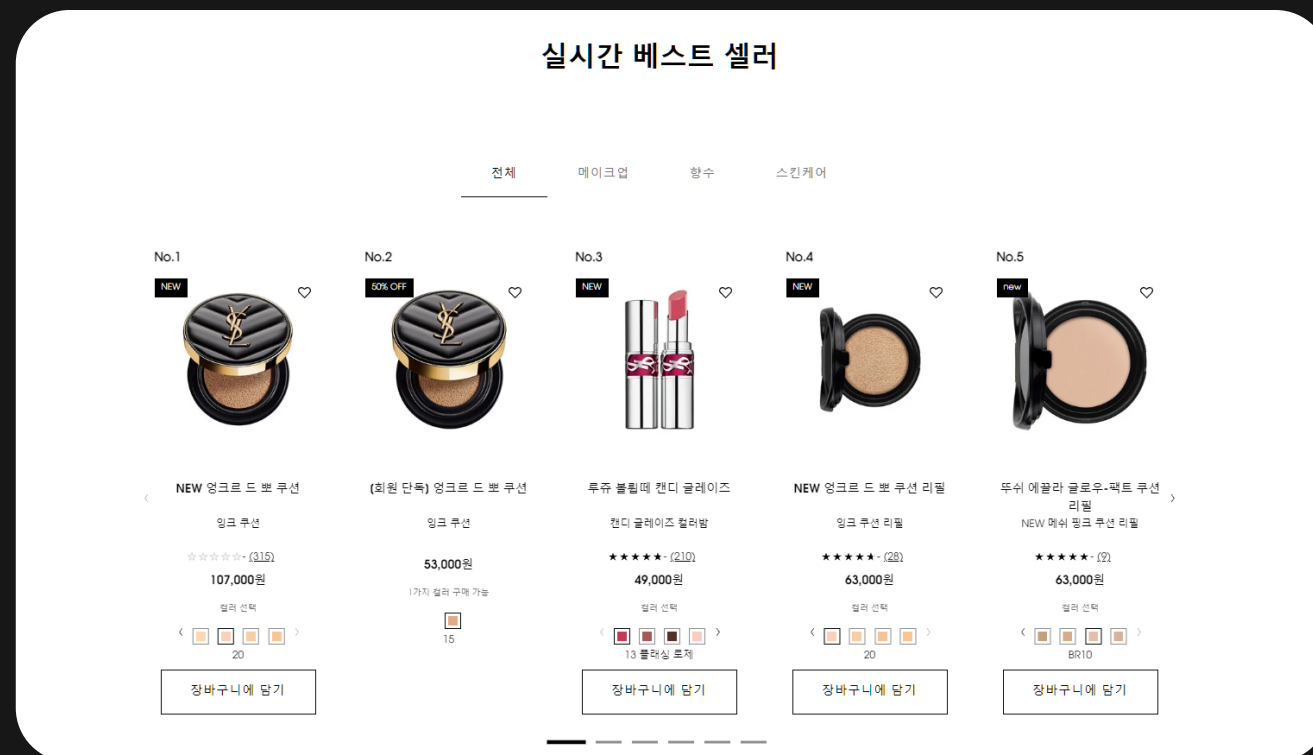 실시간 베스트 셀러
전체
메이크업
향수
스킨케어
No.1
NEW
NEW 엉크르 드 뽀 쿠션
잉크 쿠션
☆☆☆☆☆- (315)
107,000원
컬러 선택
20
장바구니에 담기
No.2
50% OFF
(회원 단독) 엉크르 드 뽀 쿠션
잉크 쿠션
53,000원
1가지 컬러 구매 가능
15
No.3
NEW
루쥬 볼륍떼 캔디 글레이즈
캔디 글레이즈 컬러밤
★★★★★- (210)
49,000원
컬러 선택
13 플래싱 로제
장바구니에 담기
No.4
NEW
NEW 엉크르 드 뽀 쿠션 리필
잉크 쿠션 리필
★★★★★- (28)
63,000원
컬러 선택
20
장바구니에 담기
No.5
new
뚜쉬 에끌라 글로우-팩트 쿠션
리필
NEW 메쉬 핑크 쿠션 리필
★★★★★- (9)
63,000원
컬러 선택
BR10
장바구니에 담기